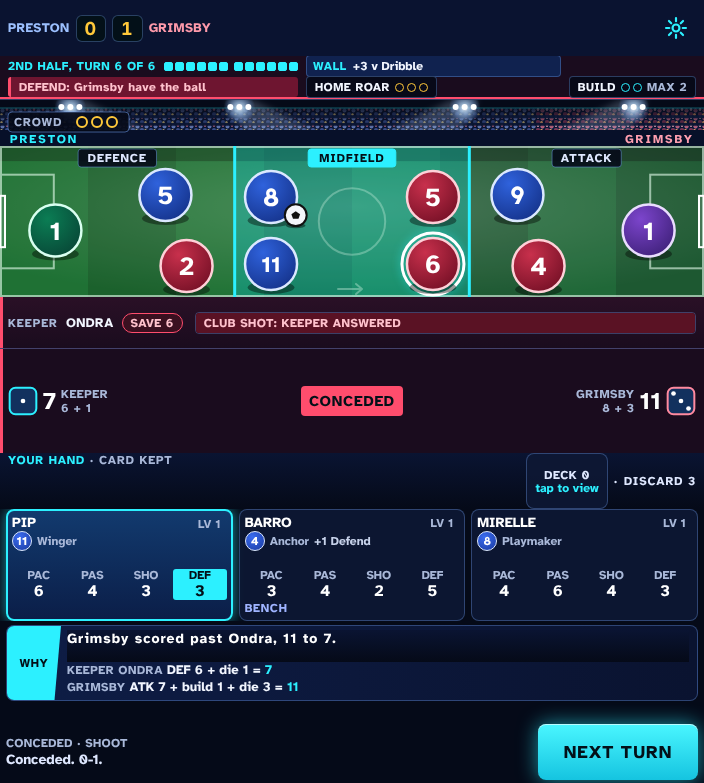 PRESTON 0 1 GRIMSBY
2ND HALF, TURN 6 OF 6
WALL +3 v Dribble
DEFEND: Grimsby have the ball
HOME ROAR
BUILD MAX 2
CROWD
PRESTON GRIMSBY
DEFENCE MIDFIELD ATTACK
5 8 5 9
1 1
2 11 6 4
KEEPER ONDRA SAVE 6 CLUB SHOT: KEEPER ANSWERED
7 KEEPER
6 + 1
CONCEDED
GRIMSBY 11
8 + 3
YOUR HAND · CARD KEPT
DECK 0
tap to view
· DISCARD 3
PIP LV 1
11 Winger
PAC PAS SHO DEF
6 4 3 3
BARRO LV 1
4 Anchor +1 Defend
PAC PAS SHO DEF
3 4 2 5
BENCH
MIRELLE LV 1
8 Playmaker
PAC PAS SHO DEF
4 6 4 3
WHY
Grimsby scored past Ondra, 11 to 7.
KEEPER ONDRA DEF 6 + die 1 = 7
GRIMSBY ATK 7 + build 1 + die 3 = 11
CONCEDED · SHOOT
Conceded. 0-1.
NEXT TURN